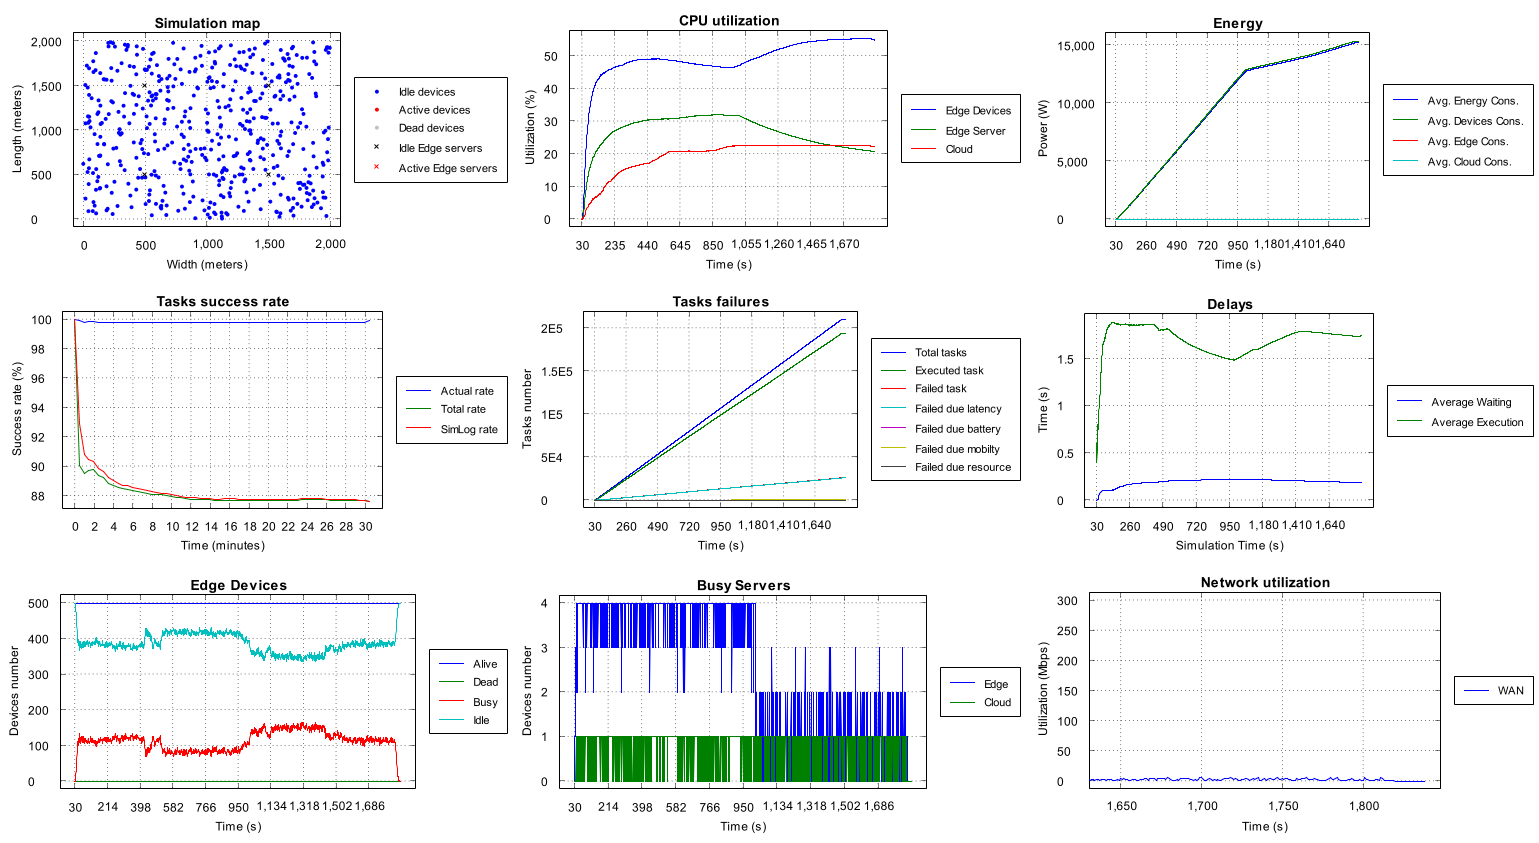 Simulation map
Length (meters)
2,000
1,500
1,000
500
0
0 500 1,000 1,500 2,000
Width (meters)
Idle devices
Active devices
Dead devices
Idle Edge servers
Active Edge servers
CPU utilization
Utilization (%)
50
40
30
20
10
0
30 235 440 645 850 1,055 1,260 1,465 1,670
Time (s)
Edge Devices
Edge Server
Cloud
Energy
Power (W)
15,000
10,000
5,000
0
30 260 490 720 950 1,180 1,410 1,640
Time (s)
Avg. Energy Cons.
Avg. Devices Cons.
Avg. Edge Cons.
Avg. Cloud Cons.
Tasks success rate
Success rate (%)
100
98
96
94
92
90
88
0 2 4 6 8 10 12 14 16 18 20 22 24 26 28 30
Time (minutes)
Actual rate
Total rate
SimLog rate
Tasks failures
Tasks number
2E5
1.5E5
1E5
5E4
0
30 260 490 720 950 1,180 1,410 1,640
Time (s)
Total tasks
Executed task
Failed task
Failed due latency
Failed due battery
Failed due mobilty
Failed due resource
Delays
Time (s)
1.5
1
0.5
0
30 260 490 720 950 1,180 1,410 1,640
Simulation Time (s)
Average Waiting
Average Execution
Edge Devices
Devices number
500
400
300
200
100
0
30 214 398 582 766 950 1,134 1,318 1,502 1,686
Time (s)
Alive
Dead
Busy
Idle
Busy Servers
Devices number
4
3
2
1
0
30 214 398 582 766 950 1,134 1,318 1,502 1,686
Time (s)
Edge
Cloud
Network utilization
Utilization (Mbps)
300
250
200
150
100
50
0
1,650 1,700 1,750 1,800
Time (s)
WAN